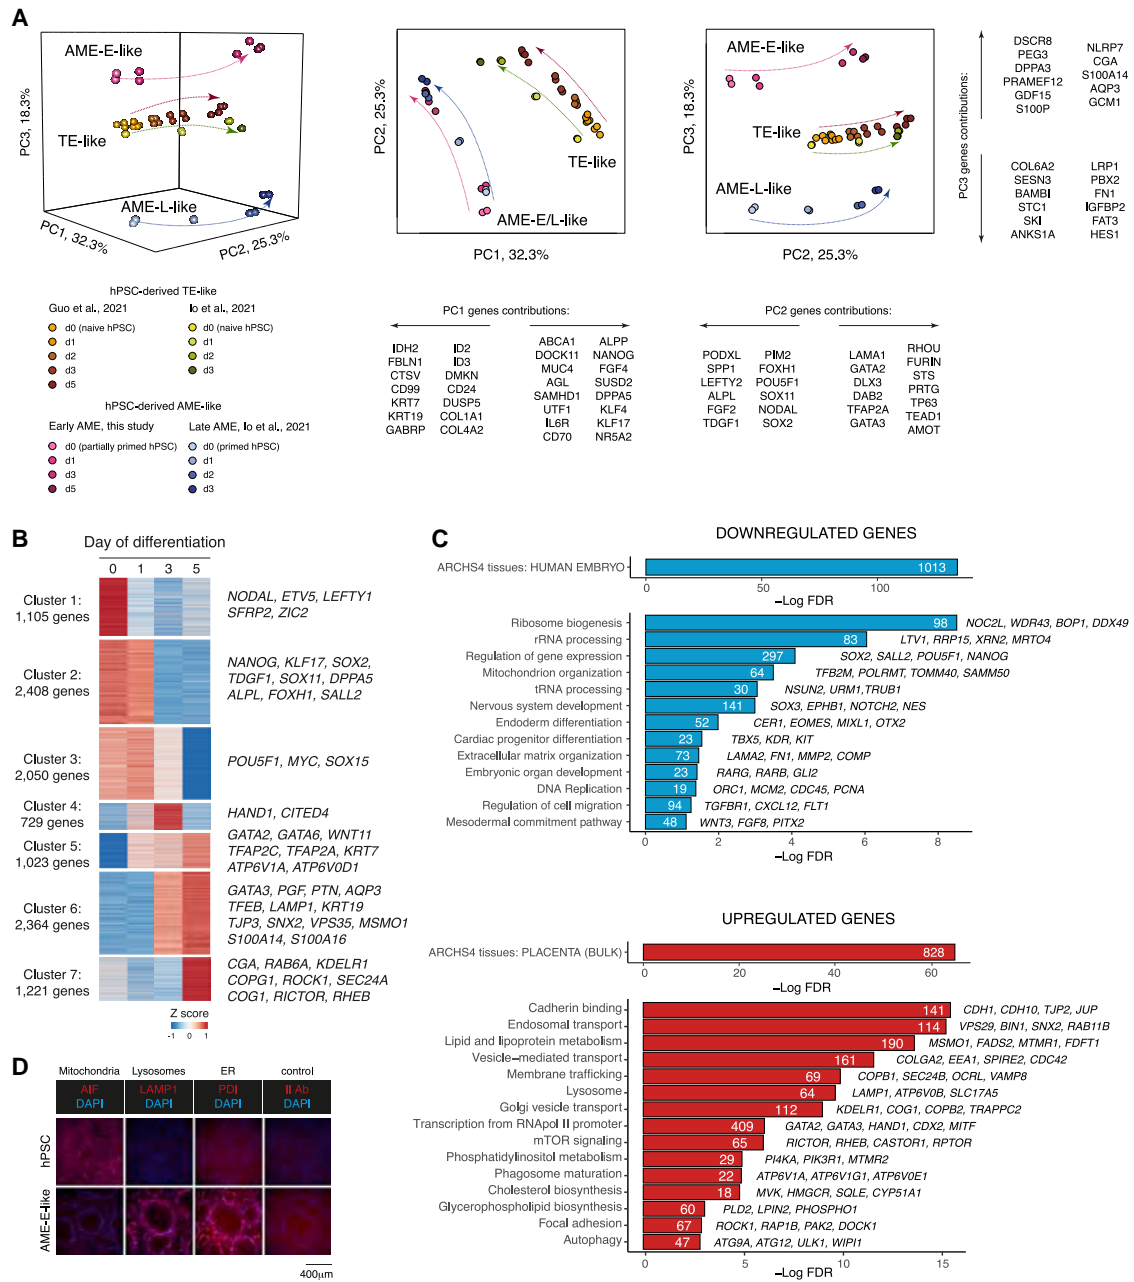 A
AME-E-like
TE-like
AME-L-like
PC3, 18.3%
PC1, 32.3%
PC2, 25.3%
PC2, 25.3%
TE-like
AME-E/L-like
PC1, 32.3%
PC3, 18.3%
AME-E-like
TE-like
AME-L-like
PC2, 25.3%
PC3 genes contributions:
DSCR8
PEG3
DPPA3
PRAMEF12
GDF15
S100P
NLRP7
CGA
S100A14
AQP3
GCM1
COL6A2
SESN3
BAMBI
STC1
SKI
ANKS1A
LRP1
PBX2
FN1
IGFBP2
FAT3
HES1
hPSC-derived TE-like
Guo et al., 2021
d0 (naive hPSC)
d1
d2
d3
d5
Io et al., 2021
d0 (naive hPSC)
d1
d2
d3
hPSC-derived AME-like
Early AME, this study
d0 (partially primed hPSC)
d1
d3
d5
Late AME, Io et al., 2021
d0 (primed hPSC)
d1
d2
d3
PC1 genes contributions:
IDH2
FBLN1
CTSV
CD99
KRT7
KRT19
GABRP
ID2
ID3
DMKN
CD24
DUSP5
COL1A1
COL4A2
ABCA1
DOCK11
MUC4
AGL
SAMHD1
UTF1
IL6R
CD70
ALPP
NANOG
FGF4
SUSD2
DPPA5
KLF4
KLF17
NR5A2
PC2 genes contributions:
PODXL
SPP1
LEFTY2
ALPL
FGF2
TDGF1
PIM2
FOXH1
POU5F1
SOX11
NODAL
SOX2
LAMA1
GATA2
DLX3
DAB2
TFAP2A
GATA3
RHOU
FURIN
STS
PRTG
TP63
TEAD1
AMOT
B
Day of differentiation
0 1 3 5
Cluster 1:
1,105 genes
NODAL, ETV5, LEFTY1
SFRP2, ZIC2
Cluster 2:
2,408 genes
NANOG, KLF17, SOX2,
TDGF1, SOX11, DPPA5
ALPL, FOXH1, SALL2
Cluster 3:
2,050 genes
POU5F1, MYC, SOX15
Cluster 4:
729 genes
HAND1, CITED4
Cluster 5:
1,023 genes
GATA2, GATA6, WNT11
TFAP2C, TFAP2A, KRT7
ATP6V1A, ATP6V0D1
Cluster 6:
2,364 genes
GATA3, PGF, PTN, AQP3
TFEB, LAMP1, KRT19
TJP3, SNX2, VPS35, MSMO1
S100A14, S100A16
Cluster 7:
1,221 genes
CGA, RAB6A, KDELR1
COPG1, ROCK1, SEC24A
COG1, RICTOR, RHEB
Z score
-1 0 1
C
DOWNREGULATED GENES
ARCHS4 tissues: HUMAN EMBRYO 1013
0 50 100
−Log FDR
Ribosome biogenesis 98 NOC2L, WDR43, BOP1, DDX49
rRNA processing 83 LTV1, RRP15, XRN2, MRTO4
Regulation of gene expression 297 SOX2, SALL2, POU5F1, NANOG
Mitochondrion organization 64 TFB2M, POLRMT, TOMM40, SAMM50
tRNA processing 30 NSUN2, URM1,TRUB1
Nervous system development 141 SOX3, EPHB1, NOTCH2, NES
Endoderm differentiation 52 CER1, EOMES, MIXL1, OTX2
Cardiac progenitor differentiation 23 TBX5, KDR, KIT
Extracellular matrix organization 73 LAMA2, FN1, MMP2, COMP
Embryonic organ development 23 RARG, RARB, GLI2
DNA Replication 19 ORC1, MCM2, CDC45, PCNA
Regulation of cell migration 94 TGFBR1, CXCL12, FLT1
Mesodermal commitment pathway 48 WNT3, FGF8, PITX2
0 2 4 6 8
−Log FDR
UPREGULATED GENES
ARCHS4 tissues: PLACENTA (BULK) 828
0 20 40 60
−Log FDR
Cadherin binding 141 CDH1, CDH10, TJP2, JUP
Endosomal transport 114 VPS29, BIN1, SNX2, RAB11B
Lipid and lipoprotein metabolism 190 MSMO1, FADS2, MTMR1, FDFT1
Vesicle−mediated transport 161 COLGA2, EEA1, SPIRE2, CDC42
Membrane trafficking 69 COPB1, SEC24B, OCRL, VAMP8
Lysosome 64 LAMP1, ATP6V0B, SLC17A5
Golgi vesicle transport 112 KDELR1, COG1, COPB2, TRAPPC2
Transcription from RNApol II promoter 409 GATA2, GATA3, HAND1, CDX2, MITF
mTOR signaling 65 RICTOR, RHEB, CASTOR1, RPTOR
Phosphatidylinositol metabolism 29 PI4KA, PIK3R1, MTMR2
Phagosome maturation 22 ATP6V1A, ATP6V1G1, ATP6V0E1
Cholesterol biosynthesis 18 MVK, HMGCR, SQLE, CYP51A1
Glycerophospholipid biosynthesis 60 PLD2, LPIN2, PHOSPHO1
Focal adhesion 67 ROCK1, RAP1B, PAK2, DOCK1
Autophagy 47 ATG9A, ATG12, ULK1, WIPI1
0 5 10 15
−Log FDR
D
Mitochondria Lysosomes ER control
AIF LAMP1 PDI II Ab
DAPI DAPI DAPI DAPI
hPSC
AME-E-like
400μm